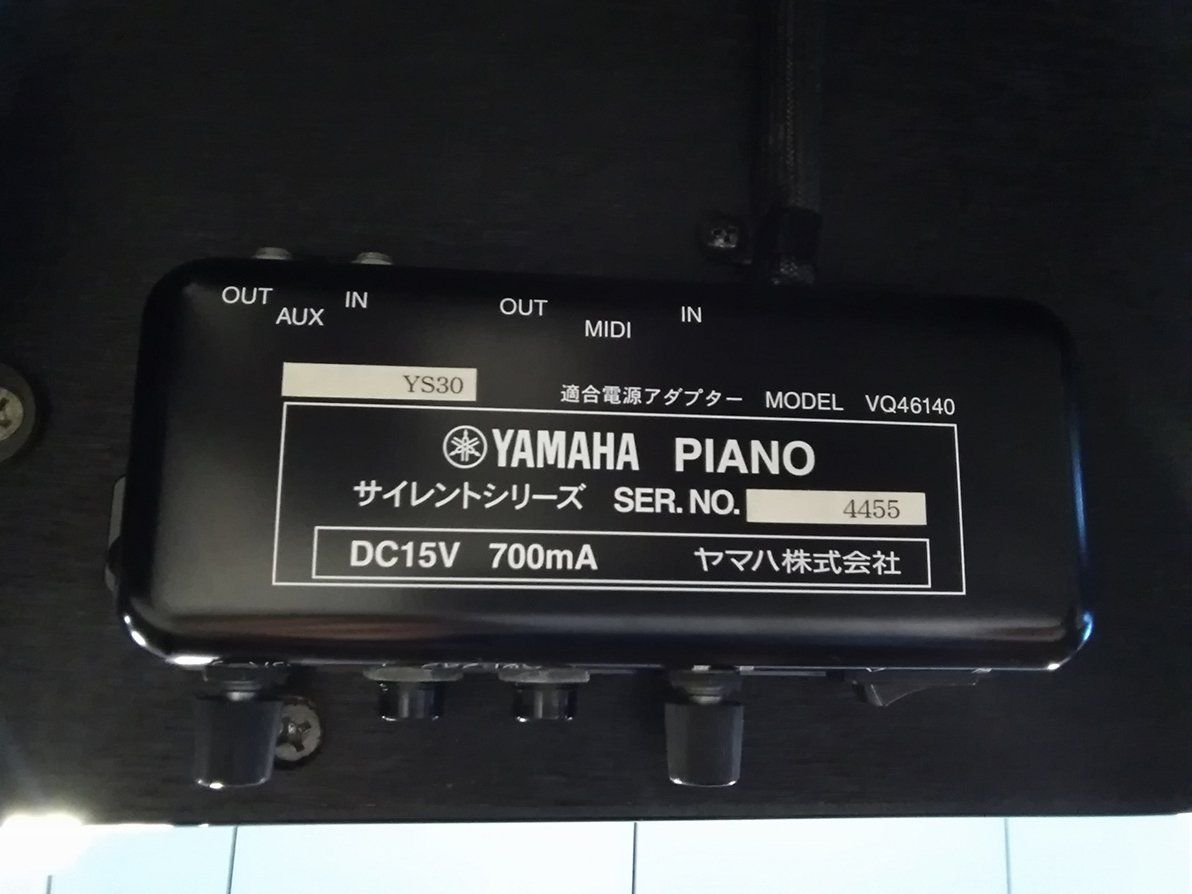 OUT AUX IN OUT MIDI IN
YS30 適合電源アダプター MODEL VQ46140
YAMAHA PIANO
サイレントシリーズ SER. NO. 4455
DC15V 700mA ヤマハ株式会社